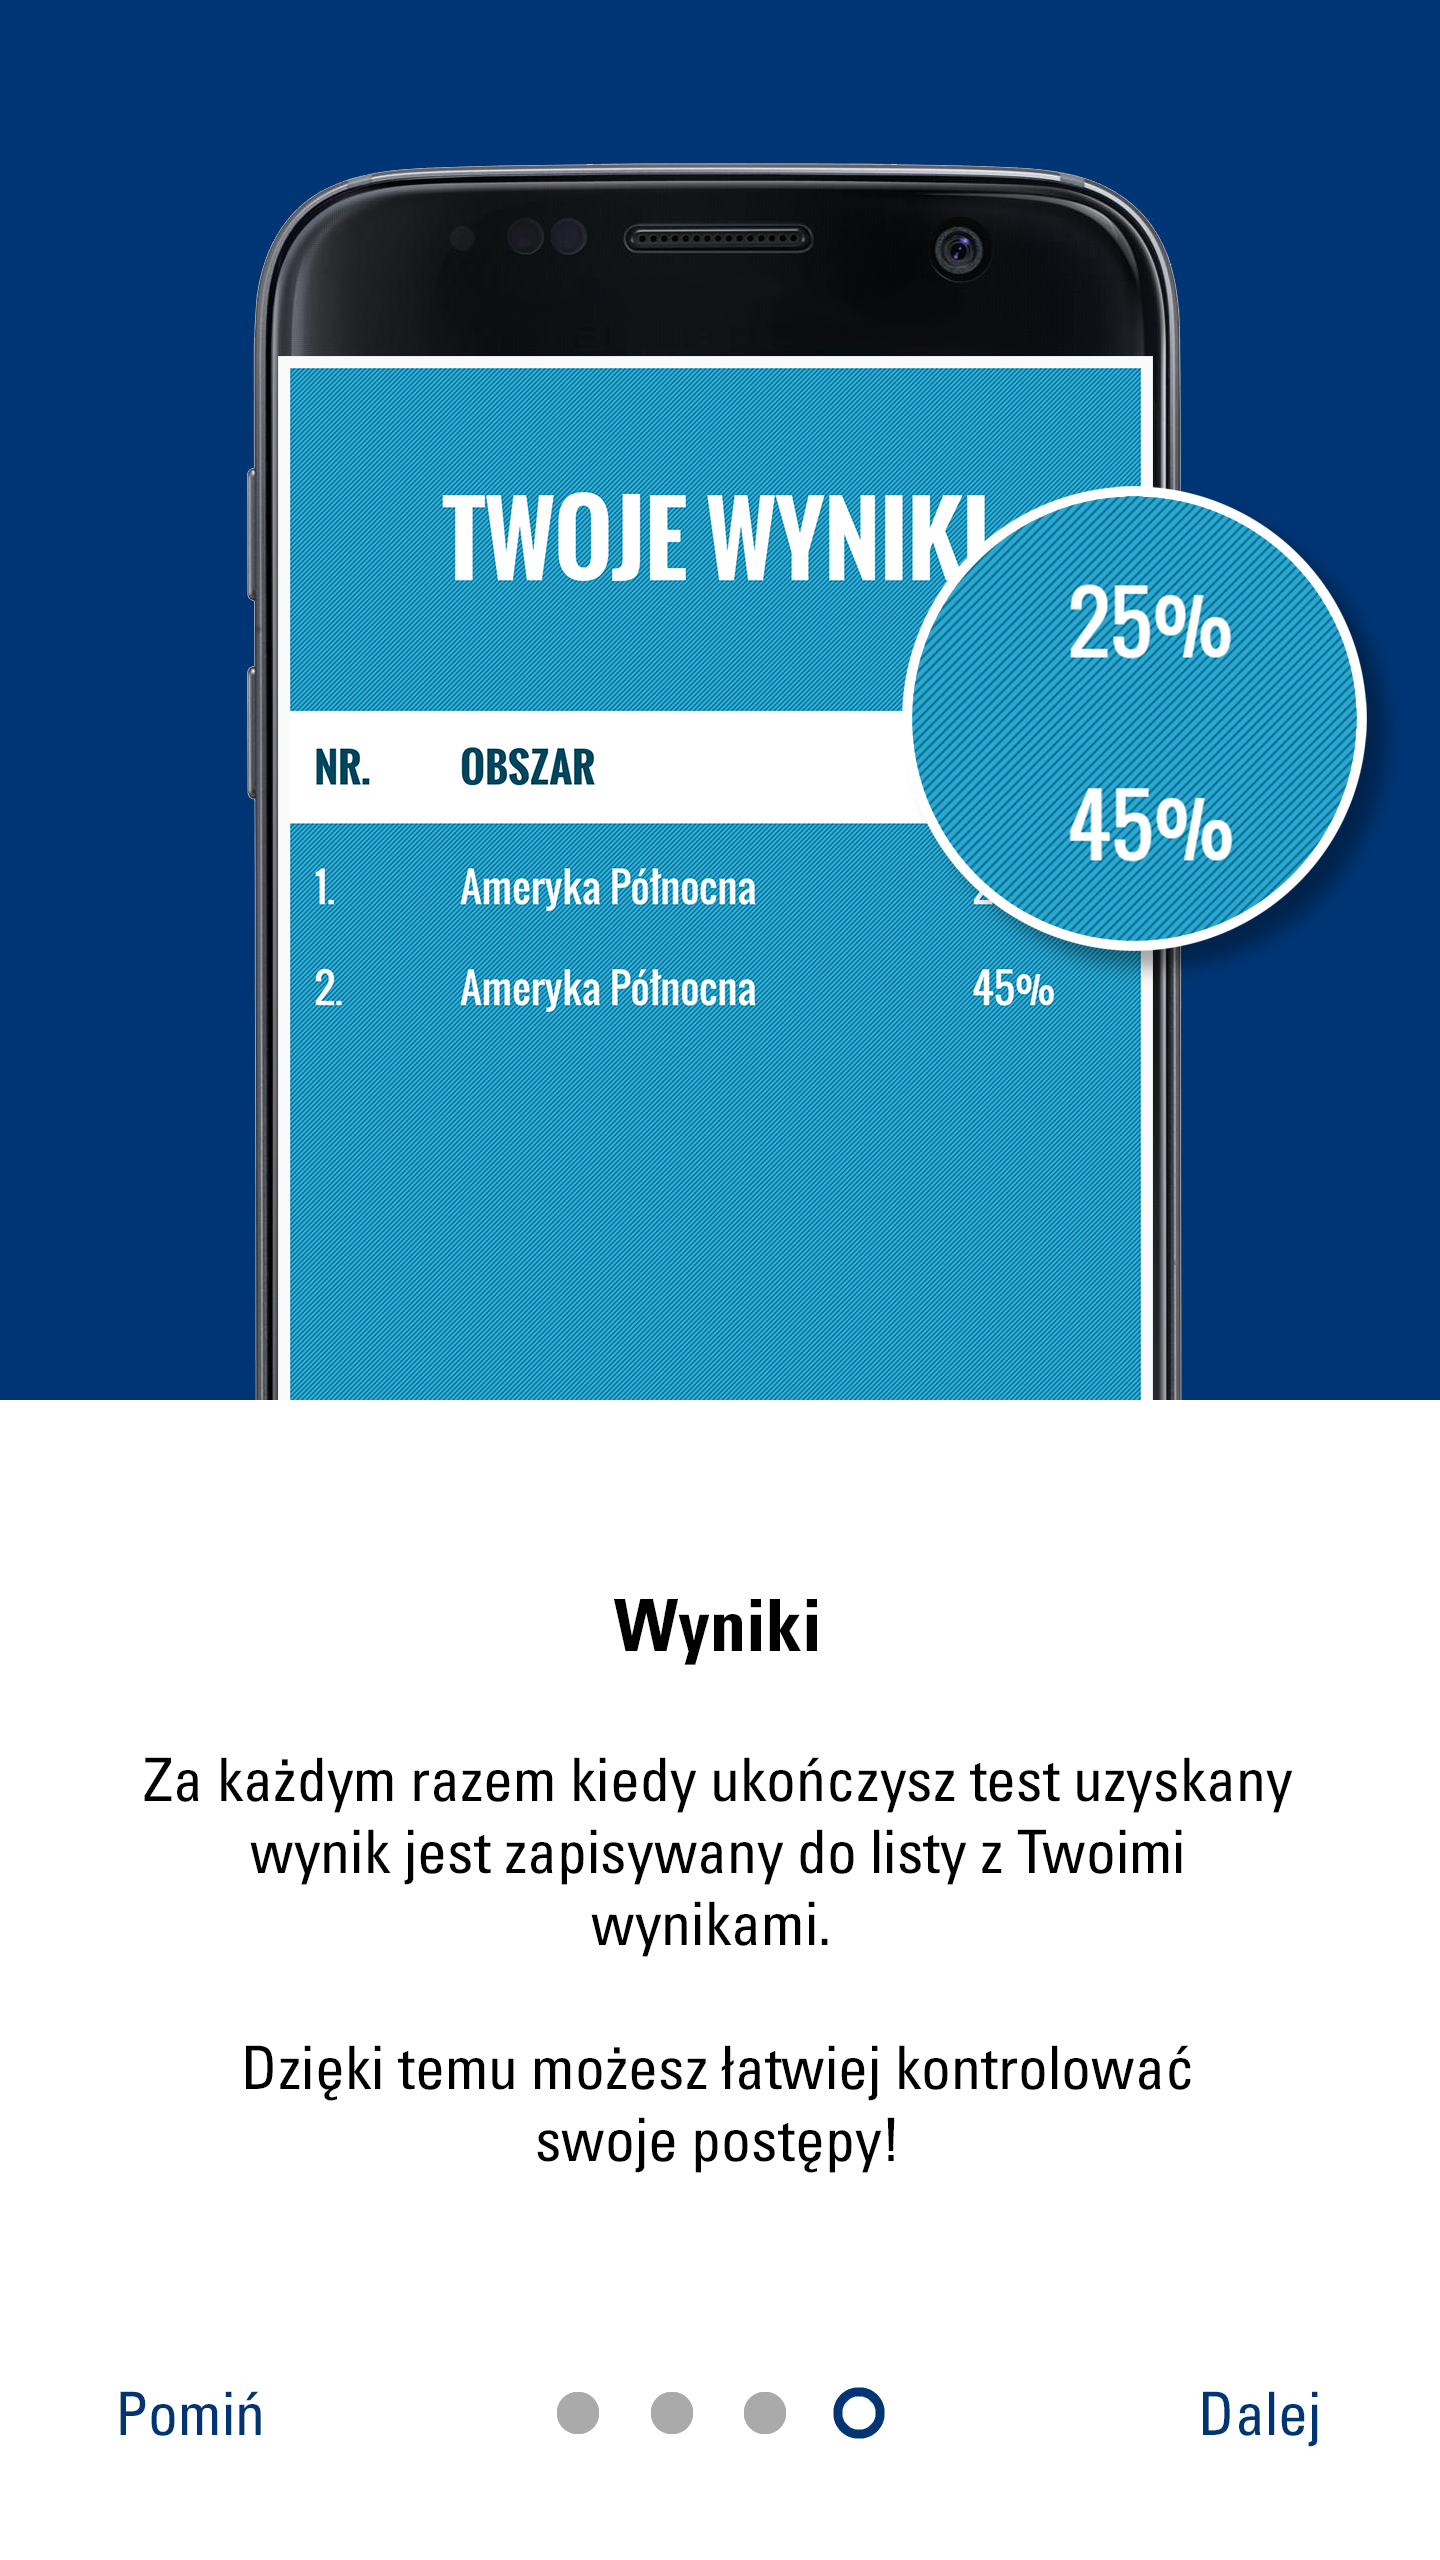 TWOJE WYNIKI
25%
45%
NR. OBSZAR
1. Ameryka Północna
2. Ameryka Północna 45%
Wyniki
Za każdym razem kiedy ukończysz test uzyskany
wynik jest zapisywany do listy z Twoimi
wynikami.
Dzięki temu możesz łatwiej kontrolować
swoje postępy!
Pomiń Dalej